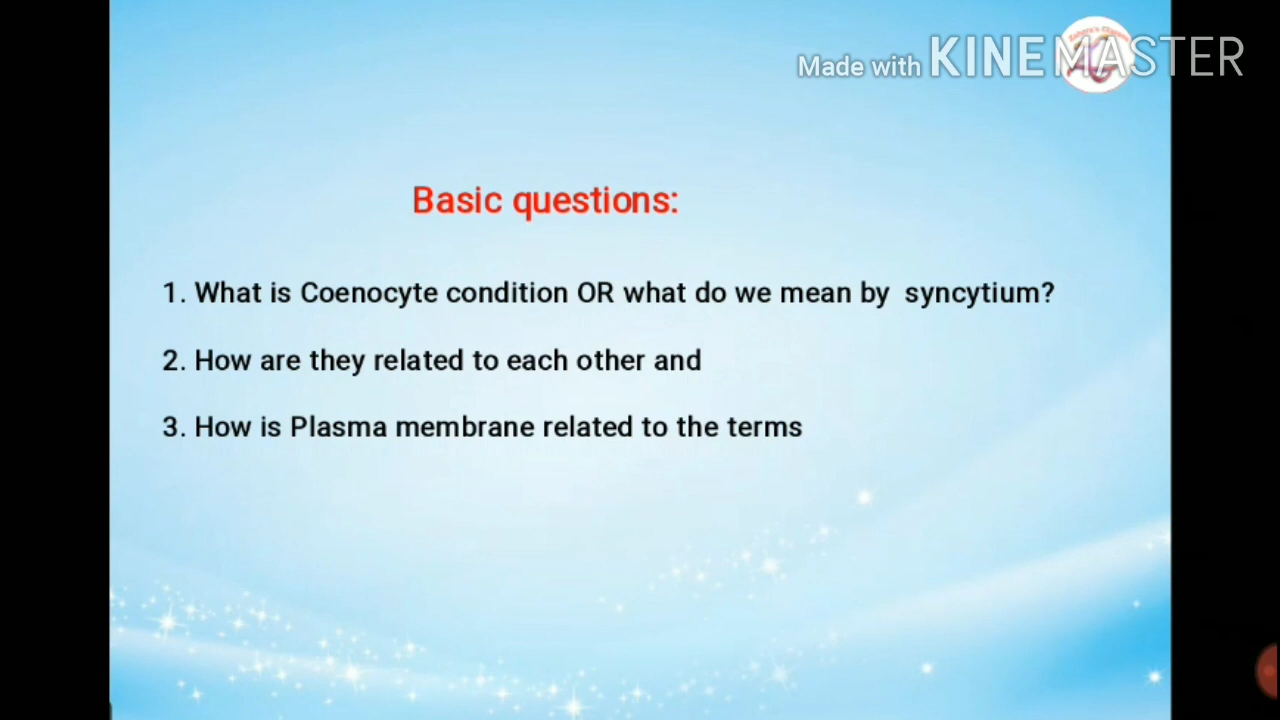 Made with KINEMASTER
Basic questions:
1. What is Coenocyte condition OR what do we mean by syncytium?
2. How are they related to each other and
3. How is Plasma membrane related to the terms